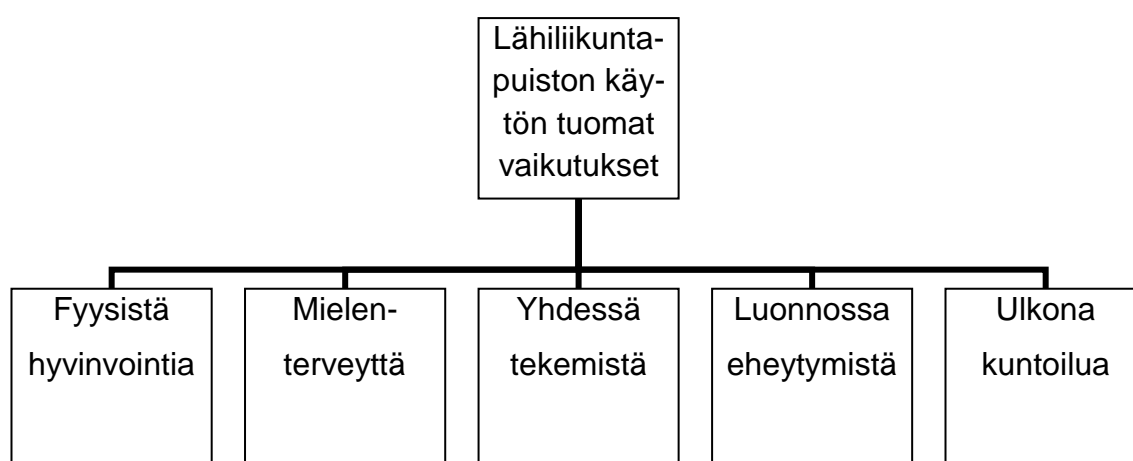 Lähiliikunta-
puiston käy-
tön tuomat
vaikutukset
Fyysistä
hyvinvointia
Mielen-
terveyttä
Yhdessä
tekemistä
Luonnossa
eheytymistä
Ulkona
kuntoilua